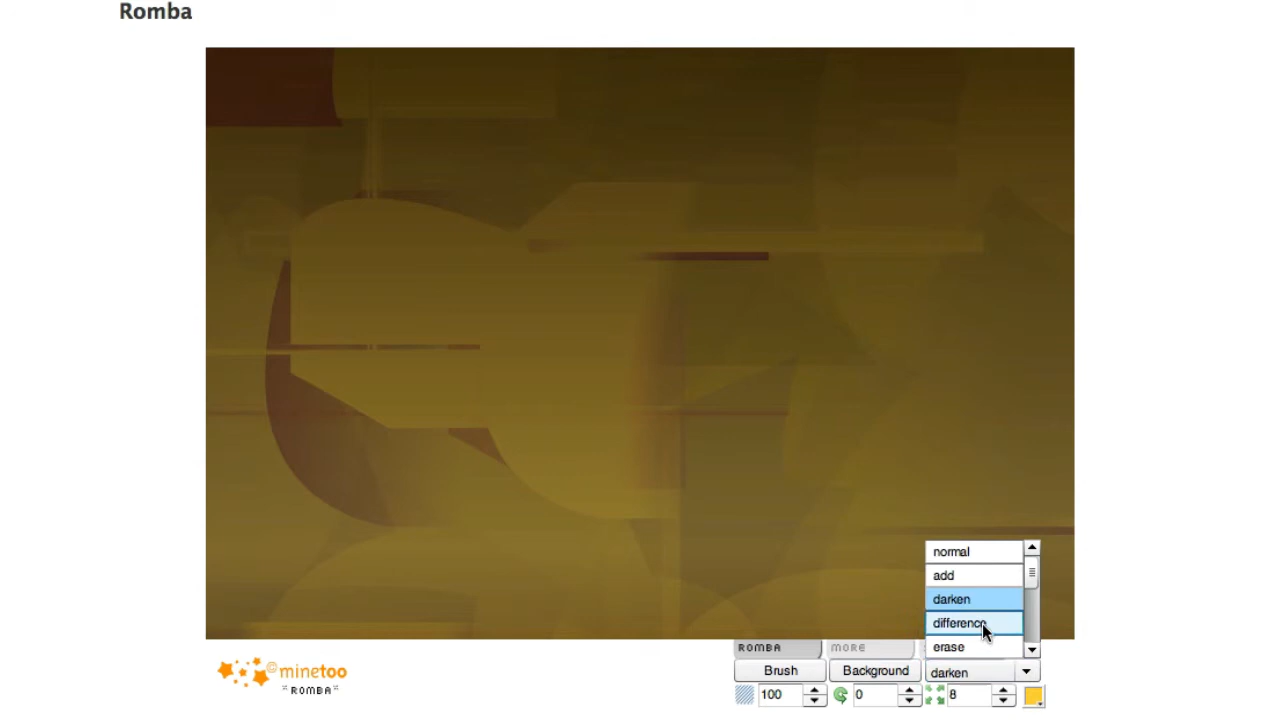 Romba
normal
add
darken
difference
erase
ROMBA MORE
Brush Background darken
100 0 8
©minetoo
ROMBA